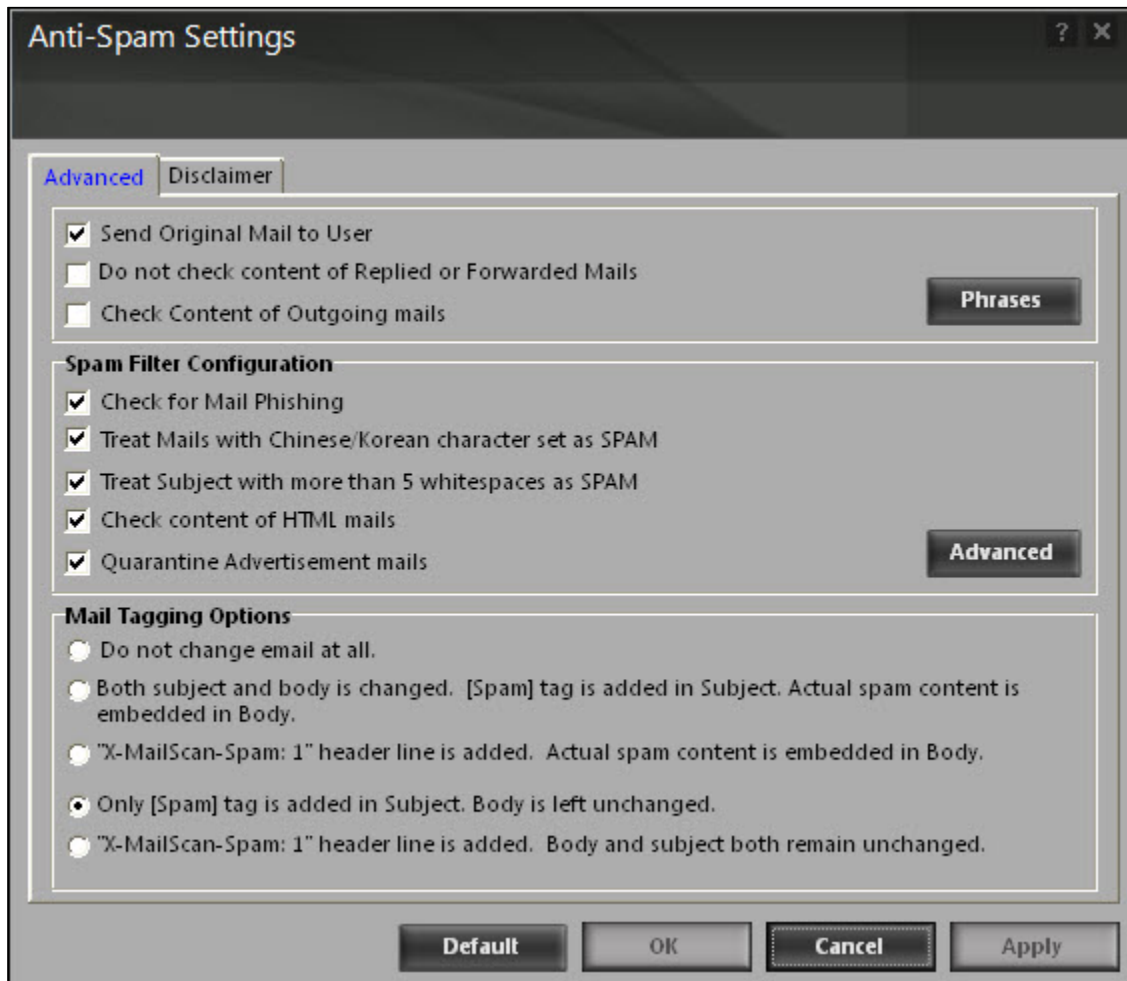 Anti-Spam Settings
? X
Advanced Disclaimer
Send Original Mail to User
Do not check content of Replied or Forwarded Mails
Check Content of Outgoing mails
Phrases
Spam Filter Configuration
Check for Mail Phishing
Treat Mails with Chinese/Korean character set as SPAM
Treat Subject with more than 5 whitespaces as SPAM
Check content of HTML mails
Quarantine Advertisement mails
Advanced
Mail Tagging Options
Do not change email at all.
Both subject and body is changed.  [Spam] tag is added in Subject. Actual spam content is
embedded in Body.
"X-MailScan-Spam: 1" header line is added.  Actual spam content is embedded in Body.
Only [Spam] tag is added in Subject. Body is left unchanged.
"X-MailScan-Spam: 1" header line is added.  Body and subject both remain unchanged.
Default OK Cancel Apply